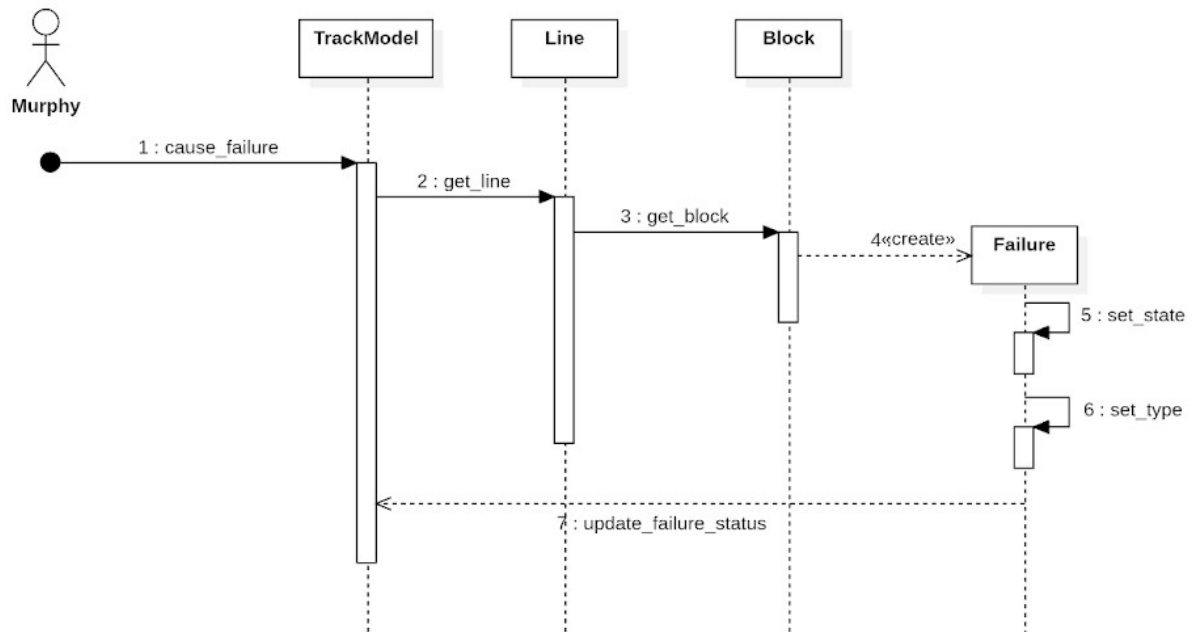 TrackModel
Line
Block
Murphy
1 : cause_failure
2 : get_line
3 : get_block
4«create»
Failure
5 : set_state
6 : set_type
7 : update_failure_status